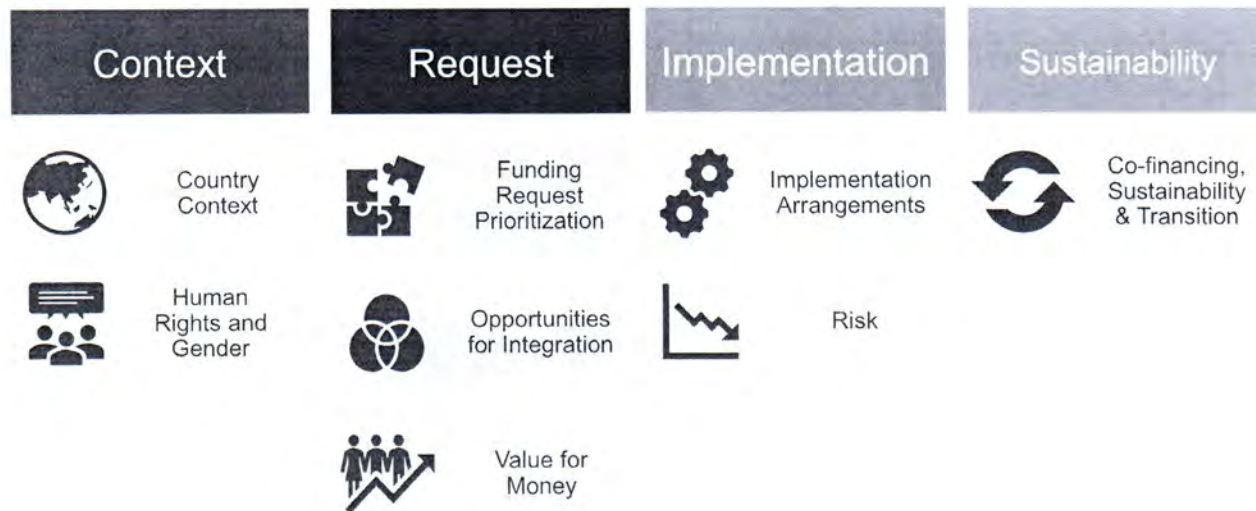 Context
Country
Context
Human
Rights and
Gender
Request
Funding
Request
Prioritization
Opportunities
for Integration
Value for
Money
Implementation
Implementation
Arrangements
Risk
Sustainability
Co-financing,
Sustainability
& Transition